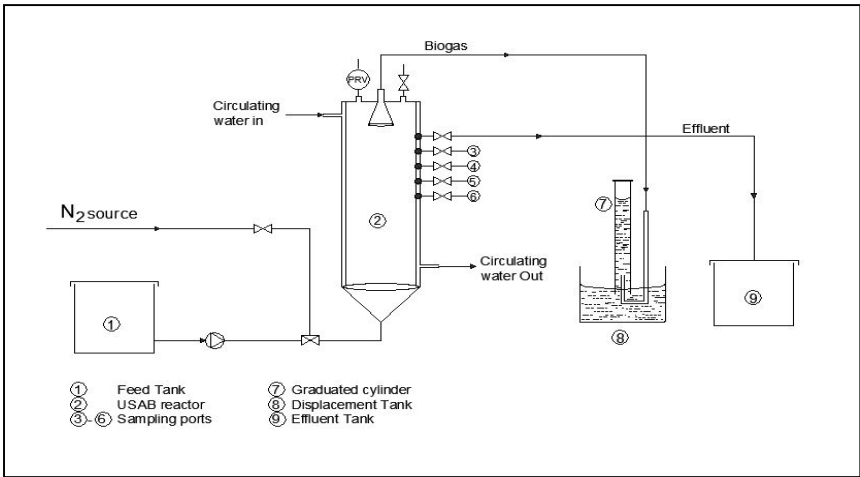 Biogas
PRV
Circulating
water in
Effluent
③
④
⑤
⑥
⑦
N2 source
②
Circulating
water Out
①
⑨
⑧
① Feed Tank
② USAB reactor
③-⑥ Sampling ports
⑦ Graduated cylinder
⑧ Displacement Tank
⑨ Effluent Tank